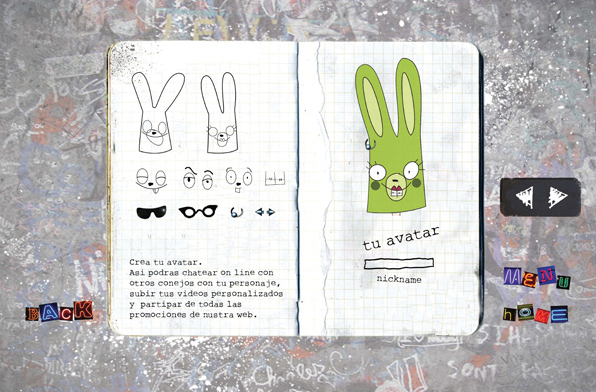 Crea tu avatar.
Asi podras chatear on line con
otros conejos con tu personaje,
subir tus videos personalizados
y partipar de todas las
promociones de nustra web.
tu avatar
nickname
BACK
MENU
hOME